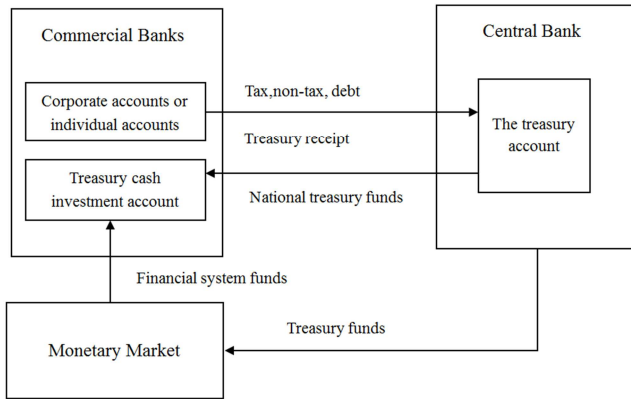 Commercial Banks
Central Bank
Corporate accounts or
individual accounts
Tax,non-tax, debt
Treasury receipt
The treasury
account
Treasury cash
investment account
National treasury funds
Financial system funds
Monetary Market
Treasury funds